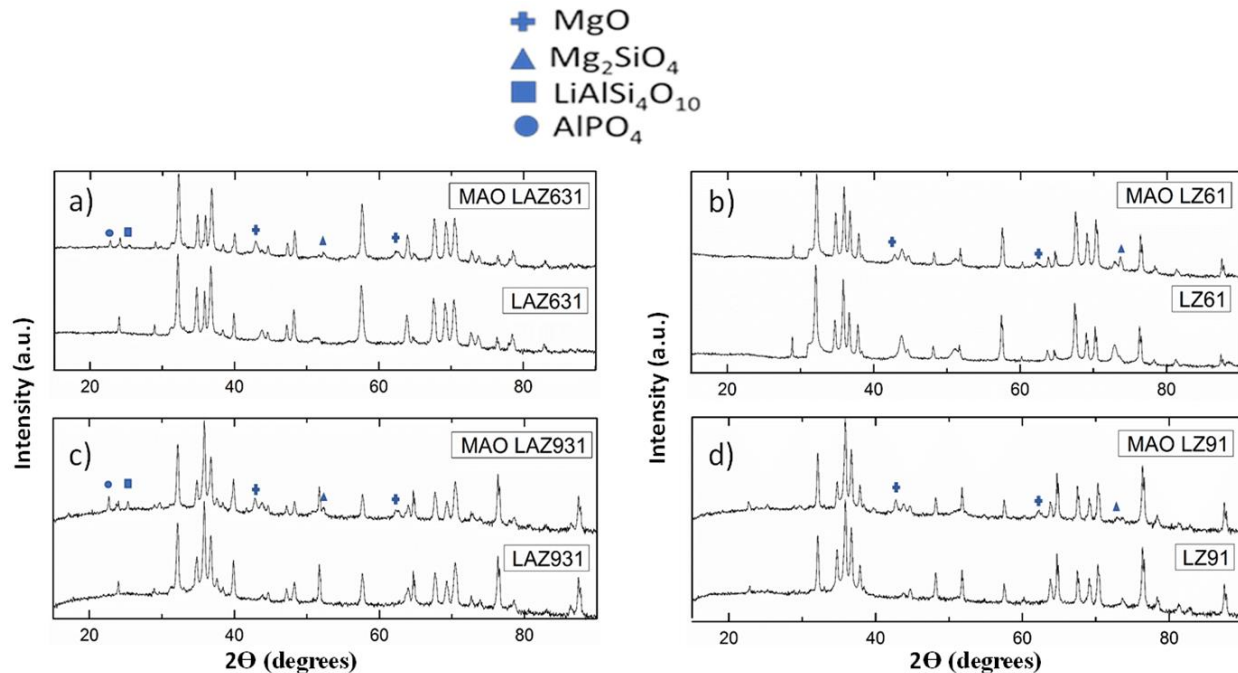 MgO
Mg₂SiO₄
LiAlSi₄O₁₀
AlPO₄
a)
MAO LAZ631
LAZ631
20 40 60 80
b)
MAO LZ61
LZ61
20 40 60 80
Intensity (a.u.)
Intensity (a.u.)
c)
MAO LAZ931
LAZ931
20 40 60 80
2Θ (degrees)
d)
MAO LZ91
LZ91
20 40 60 80
2Θ (degrees)